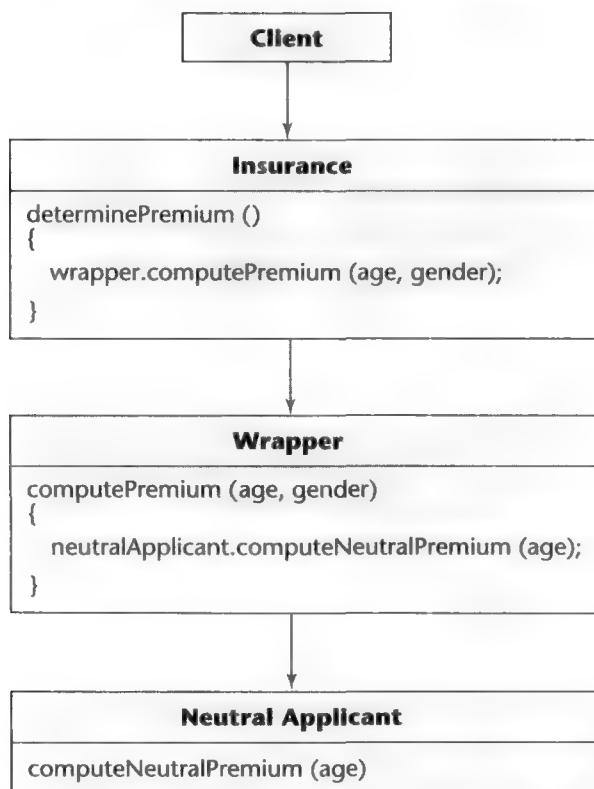 Client
Insurance
determinePremium ()
{
wrapper.computePremium (age, gender);
}
Wrapper
computePremium (age, gender)
{
neutralApplicant.computeNeutralPremium (age);
}
Neutral Applicant
computeNeutralPremium (age)